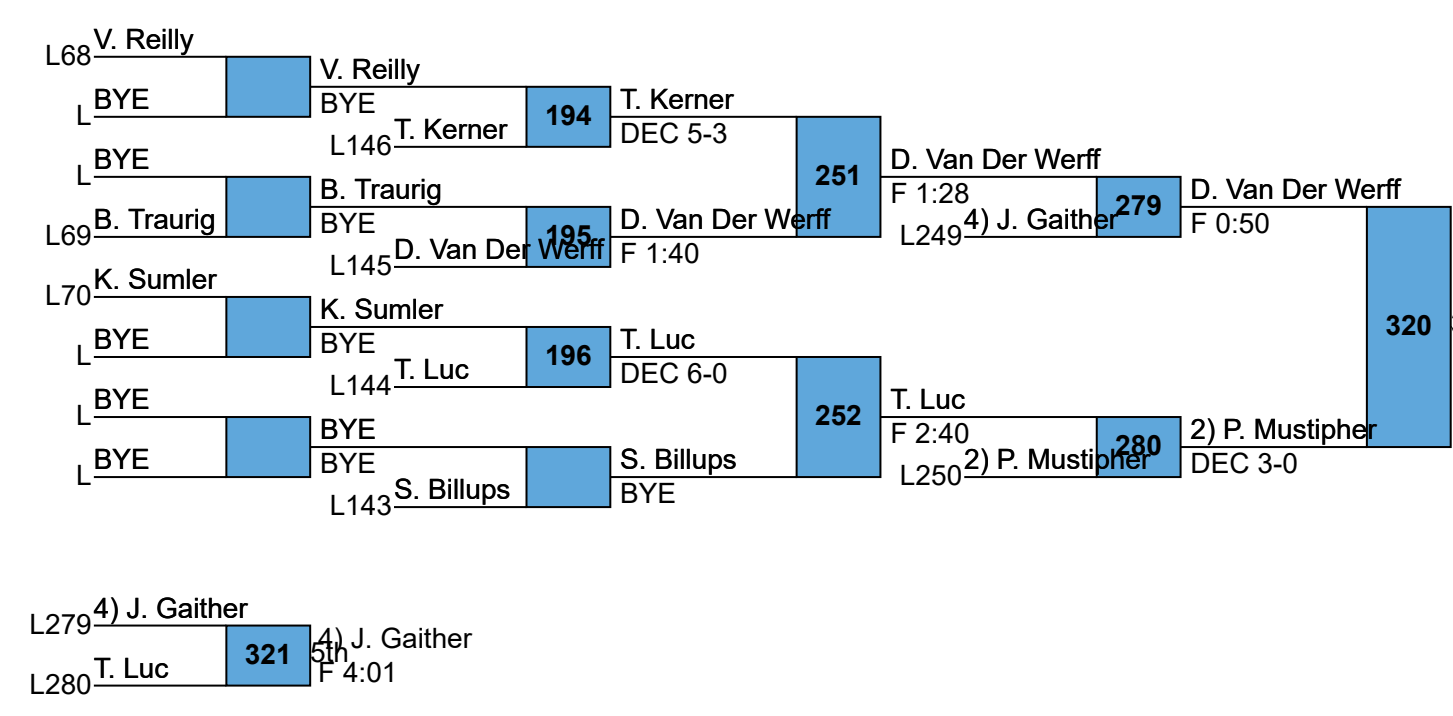 V. Reilly
L68
V. Reilly
BYE
L
BYE
T. Kerner
194
T. Kerner
L146
DEC 5-3
BYE
L
251
D. Van Der Werff
B. Traurig
F 1:28
279
D. Van Der Werff
B. Traurig
L69
BYE
195
D. Van Der Werff
4) J. Gaither
L249
F 0:50
D. Van Der Werff
L145
F 1:40
K. Sumler
L70
K. Sumler
320
BYE
L
BYE
196
T. Luc
T. Luc
L144
DEC 6-0
BYE
L
252
T. Luc
BYE
F 2:40
280
2) P. Mustipher
BYE
L
BYE
S. Billups
2) P. Mustipher
L250
DEC 3-0
S. Billups
L143
BYE
4) J. Gaither
L279
321
4) J. Gaither
5th
T. Luc
L280
F 4:01